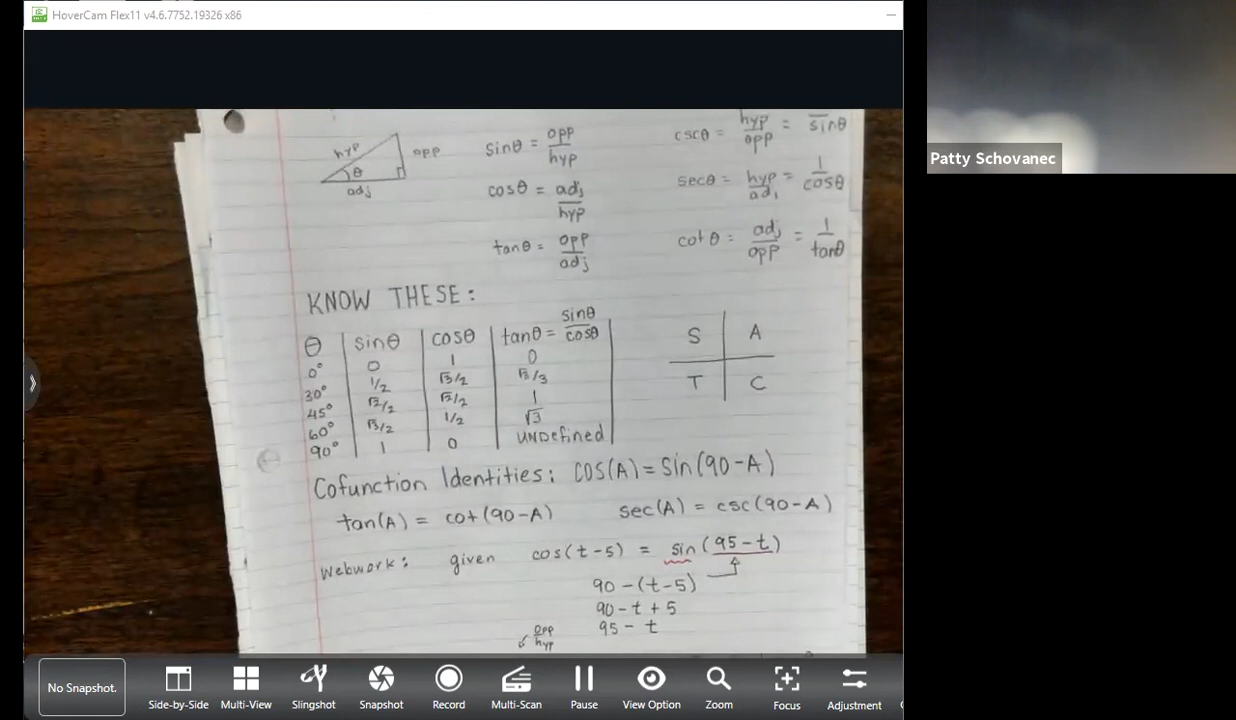 HoverCam Flex11 v4.6.7752.19326 x86
Patty Schovanec
hyp
opp
θ
adj
sinθ = opp/hyp
cosθ = adj/hyp
tanθ = opp/adj
cscθ = hyp/opp = sinθ
secθ = hyp/adj = 1/cosθ
cotθ = adj/opp = 1/tanθ
KNOW THESE:
θ sinθ cosθ tanθ = sinθ/cosθ
0° 0 1 0
30° 1/2 √3/2 √3/3
45° √2/2 √2/2 1
60° √3/2 1/2 √3
90° 1 0 UNDefined
S A
T C
Cofunction Identities: COS(A) = Sin(90-A)
tan(A) = cot(90-A) sec(A) = csc(90-A)
Webwork: given cos(t-5) = sin(95-t)
90-(t-5)
90-t+5
95-t
opp/hyp
No Snapshot.
Side-by-Side
Multi-View
Slingshot
Snapshot
Record
Multi-Scan
Pause
View Option
Zoom
Focus
Adjustment